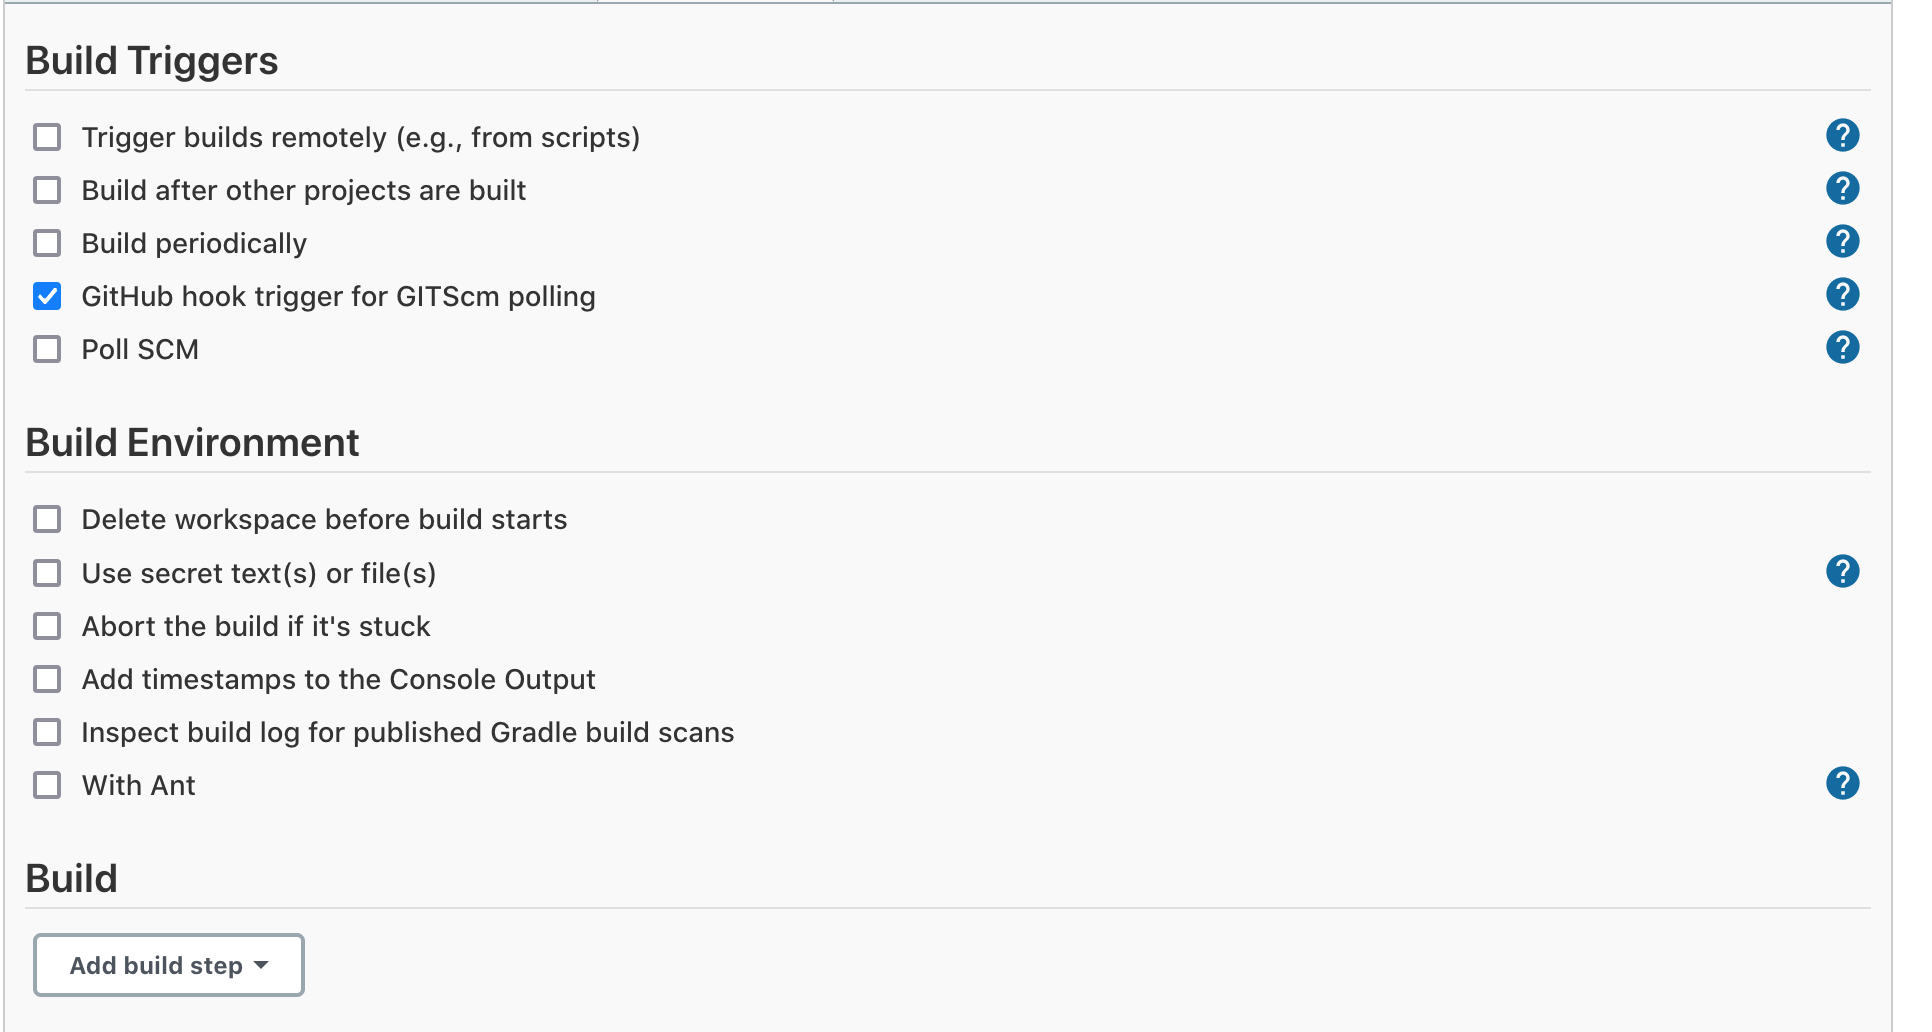 Build Triggers
Trigger builds remotely (e.g., from scripts)
?
Build after other projects are built
?
Build periodically
?
GitHub hook trigger for GITScm polling
?
Poll SCM
?
Build Environment
Delete workspace before build starts
Use secret text(s) or file(s)
?
Abort the build if it's stuck
Add timestamps to the Console Output
Inspect build log for published Gradle build scans
With Ant
?
Build
Add build step